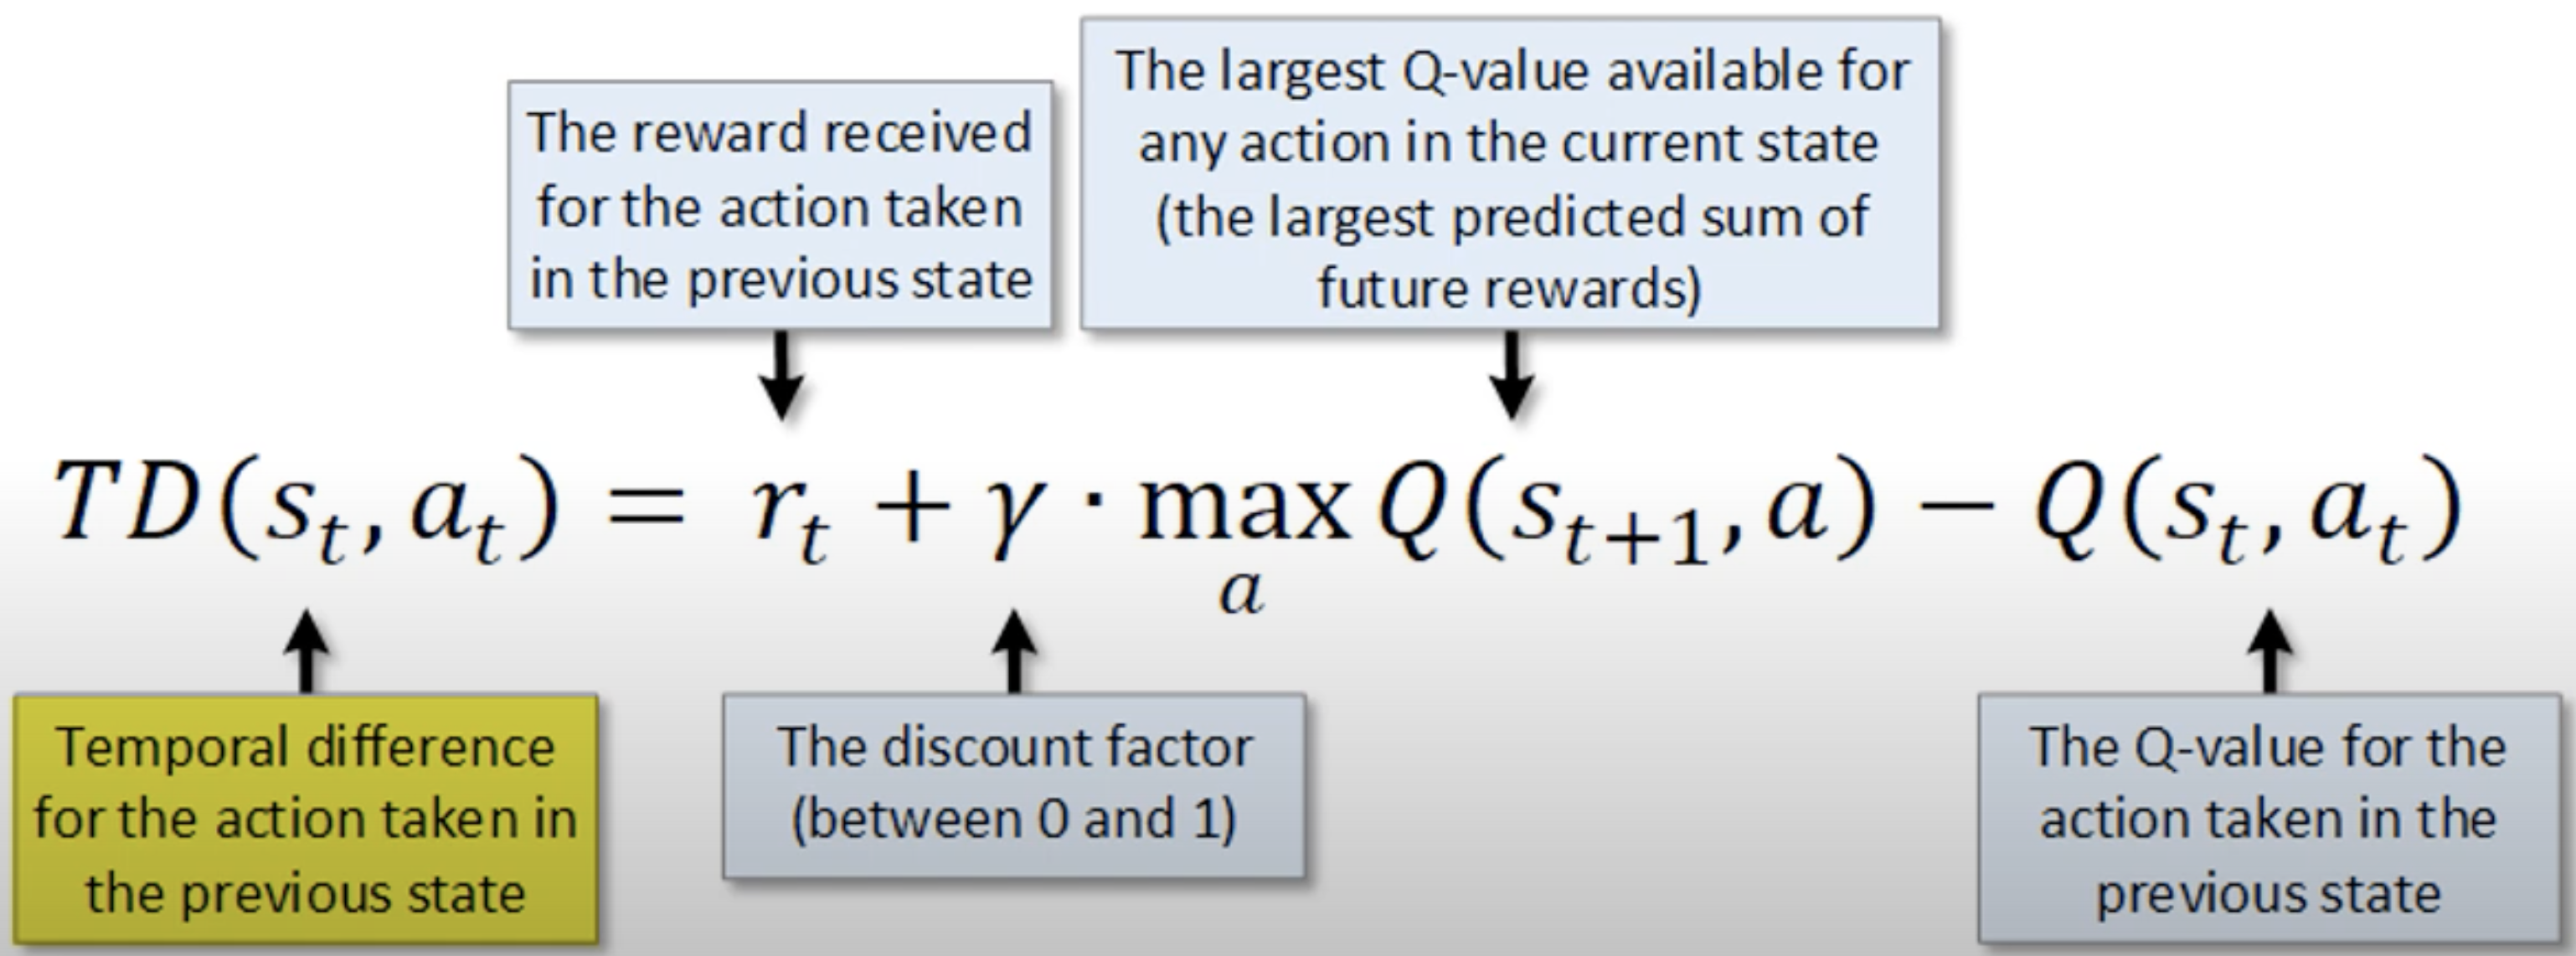 The reward received
for the action taken
in the previous state
The largest Q-value available for
any action in the current state
(the largest predicted sum of
future rewards)
TD(s_t, a_t) = r_t + γ · max_a Q(s_{t+1}, a) − Q(s_t, a_t)
Temporal difference
for the action taken in
the previous state
The discount factor
(between 0 and 1)
The Q-value for the
action taken in the
previous state